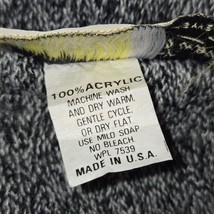 100% ACRYLIC
MACHINE WASH
AND DRY WARM.
GENTLE CYCLE.
OR DRY FLAT
USE MILD SOAP
NO BLEACH
WPL 7539
MADE IN U.S.A.